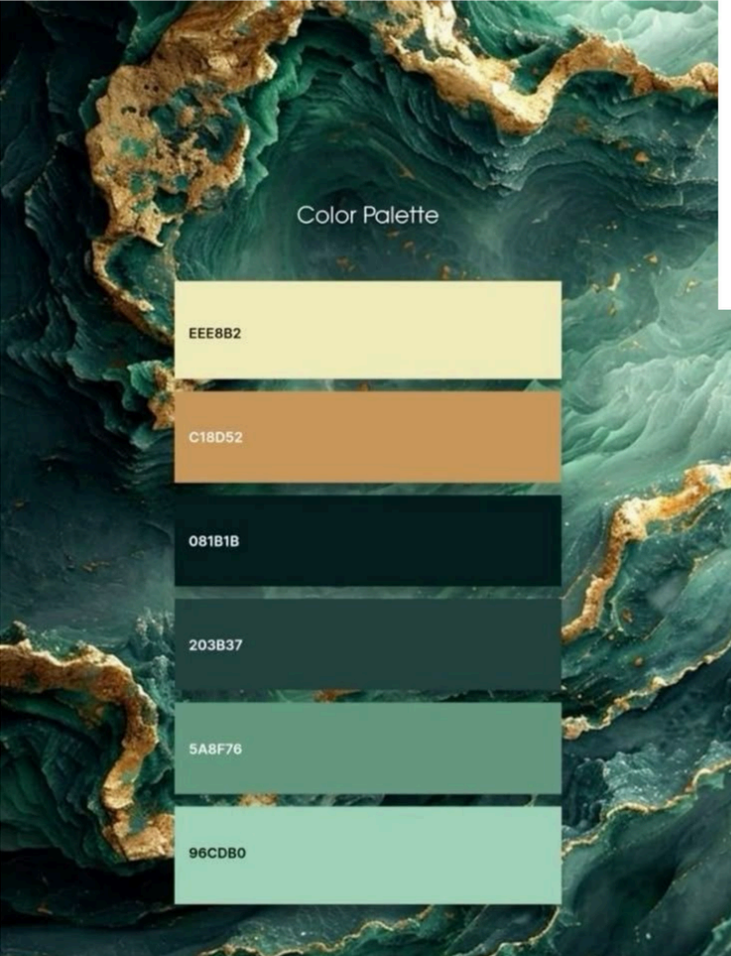 Color Palette
EEE8B2
C18D52
081B1B
203B37
5A8F76
96CDB0